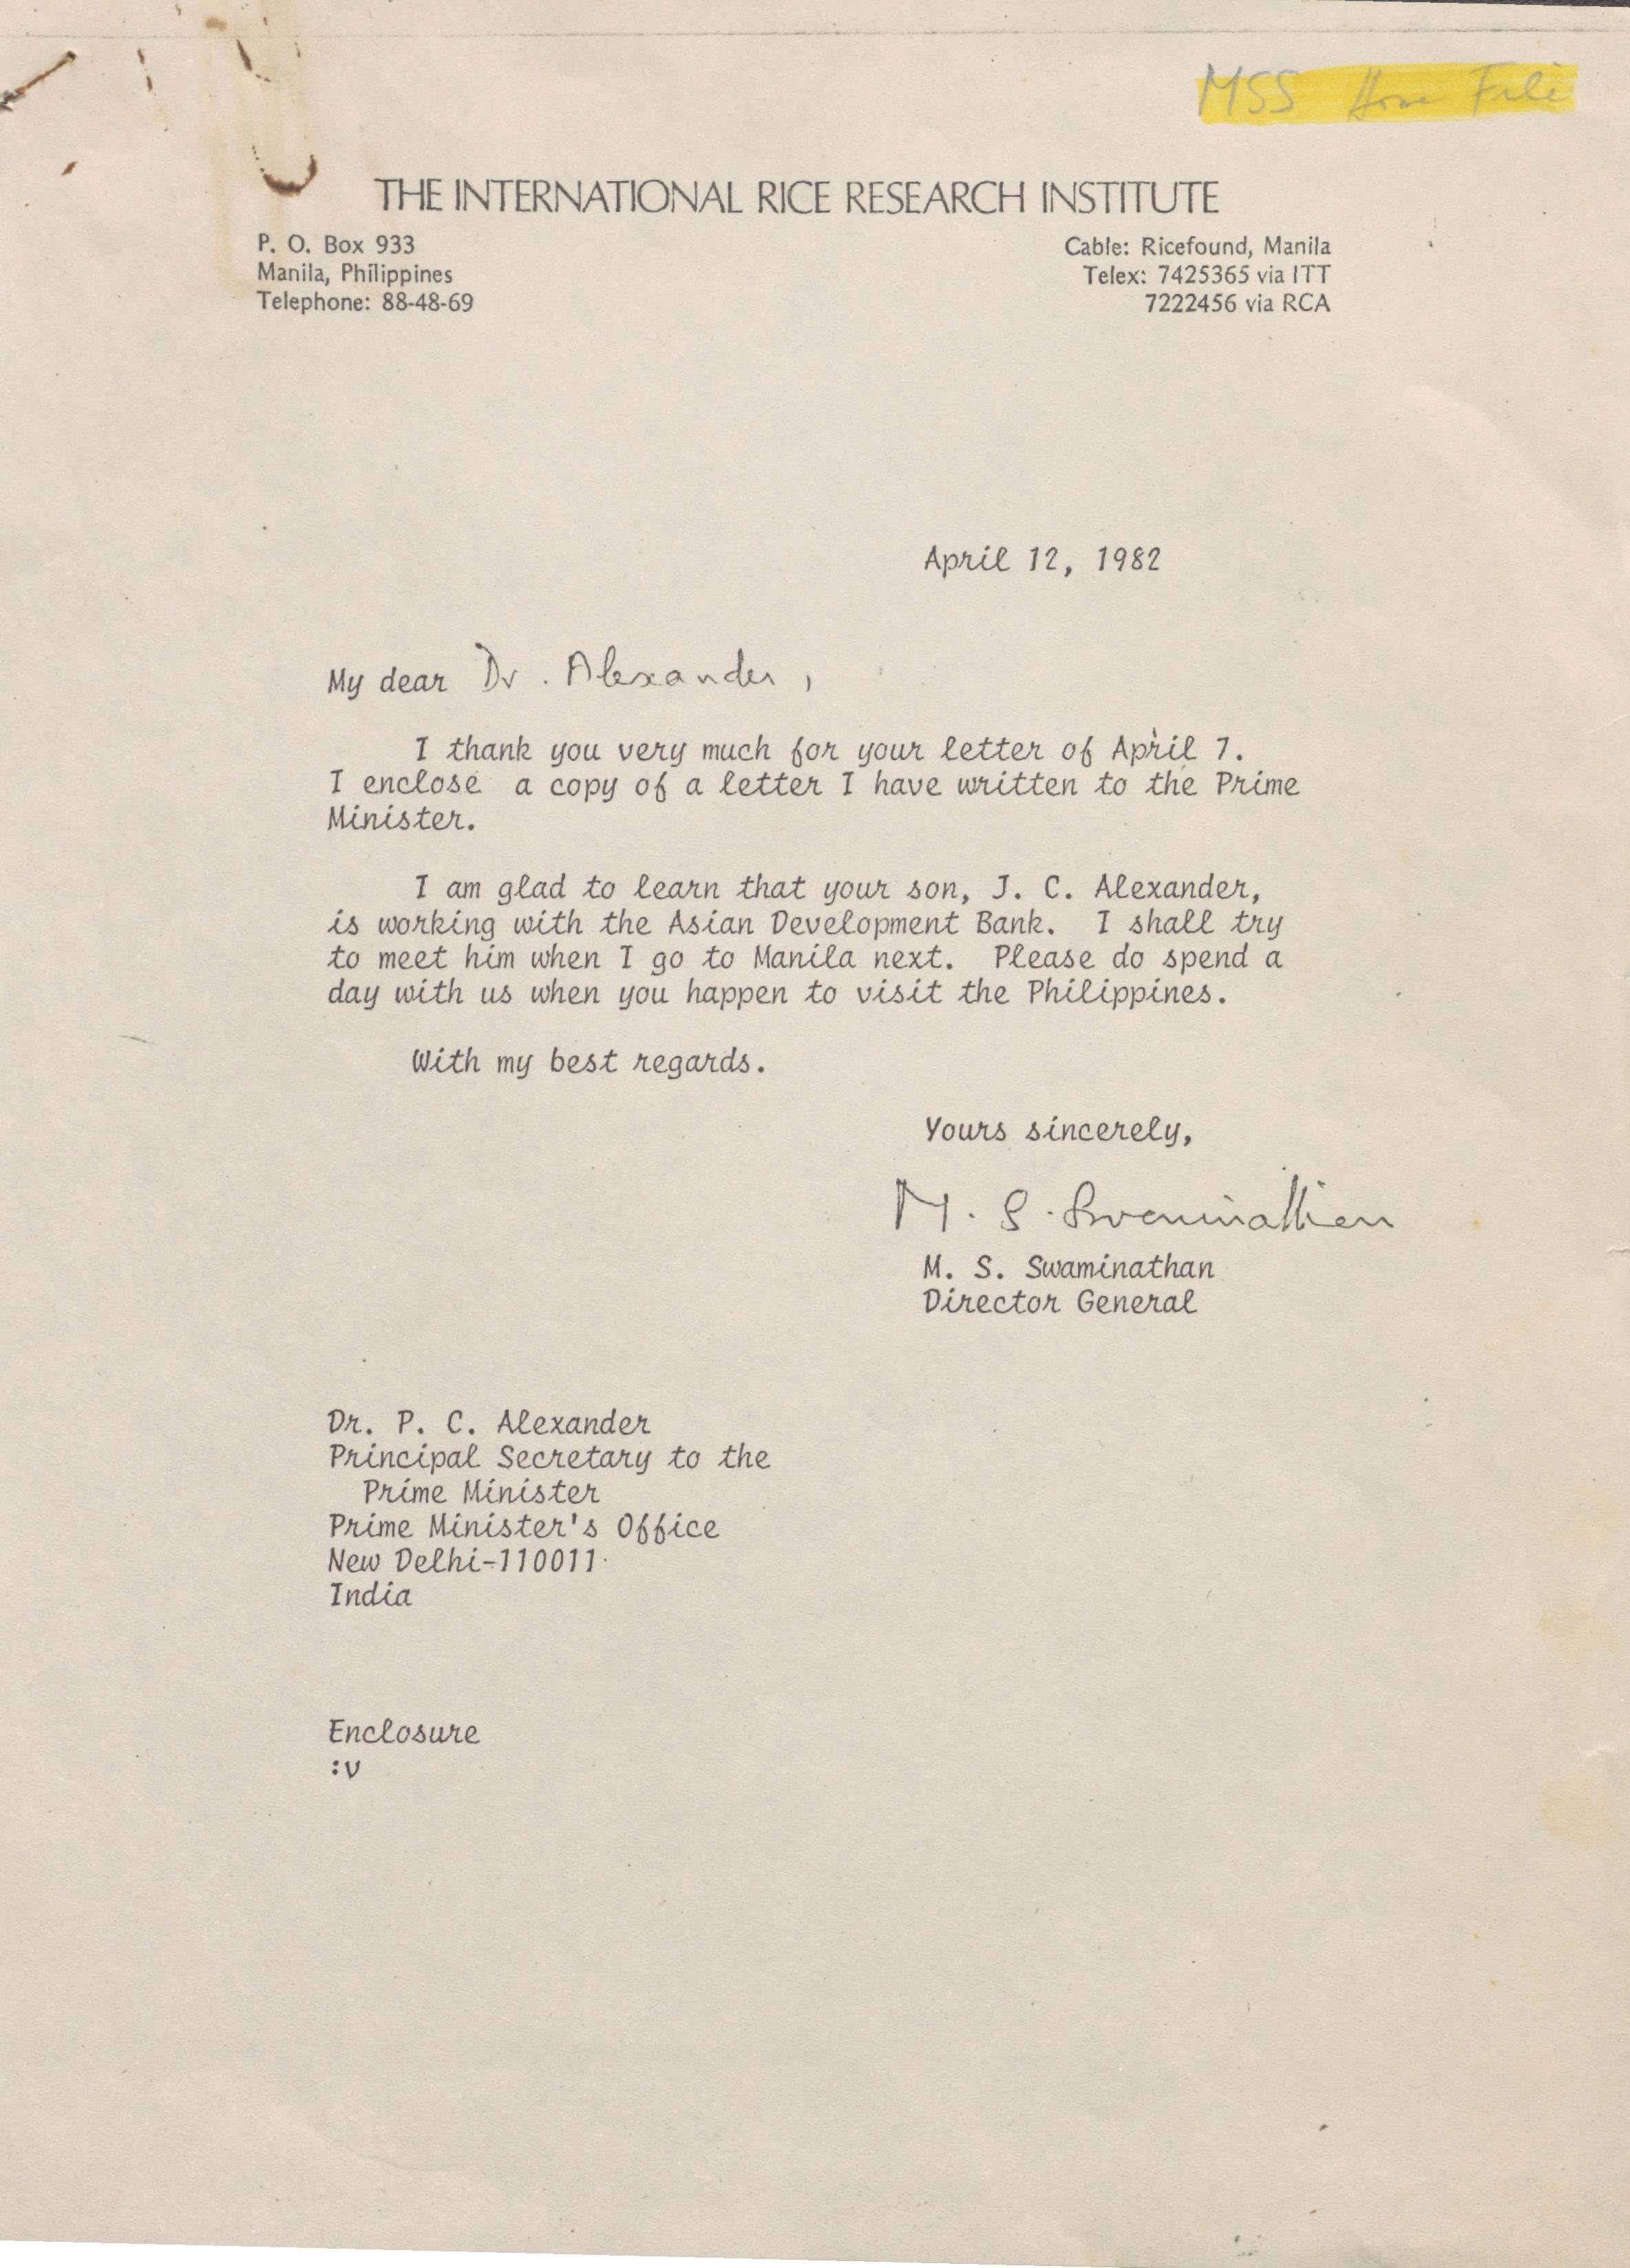 MSS Home File
THE INTERNATIONAL RICE RESEARCH INSTITUTE
P. O. Box 933
Manila, Philippines
Telephone: 88-48-69
Cable: Ricefound, Manila
Telex: 7425365 via ITT
7222456 via RCA
April 12, 1982
My dear Dr. Alexander,
I thank you very much for your letter of April 7.
I enclose a copy of a letter I have written to the Prime
Minister.
I am glad to learn that your son, J. C. Alexander,
is working with the Asian Development Bank. I shall try
to meet him when I go to Manila next. Please do spend a
day with us when you happen to visit the Philippines.
With my best regards.
Yours sincerely,
M. S. Swaminathan
M. S. Swaminathan
Director General
Dr. P. C. Alexander
Principal Secretary to the
Prime Minister
Prime Minister's Office
New Delhi-110011
India
Enclosure
:v